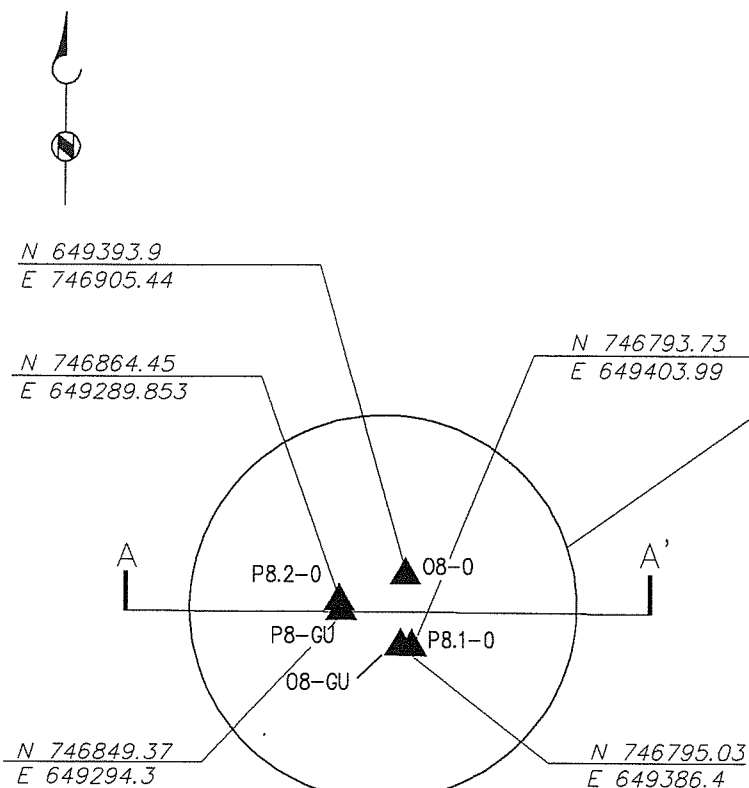 N
N 649393.9
E 746905.44
N 746793.73
E 649403.99
N 746864.45
E 649289.853
A
A'
P8.2-0
08-0
P8-GU
P8.1-0
08-GU
N 746849.37
E 649294.3
N 746795.03
E 649386.4